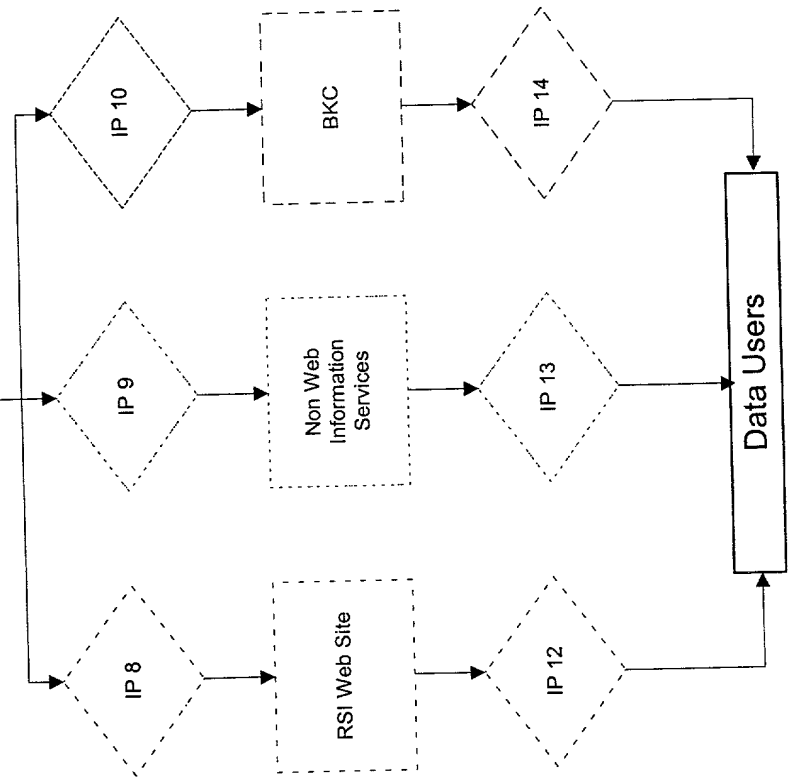 IP 8
IP 9
IP 10
RSI Web Site
Non Web
Information
Services
BKC
IP 12
IP 13
IP 14
Data Users